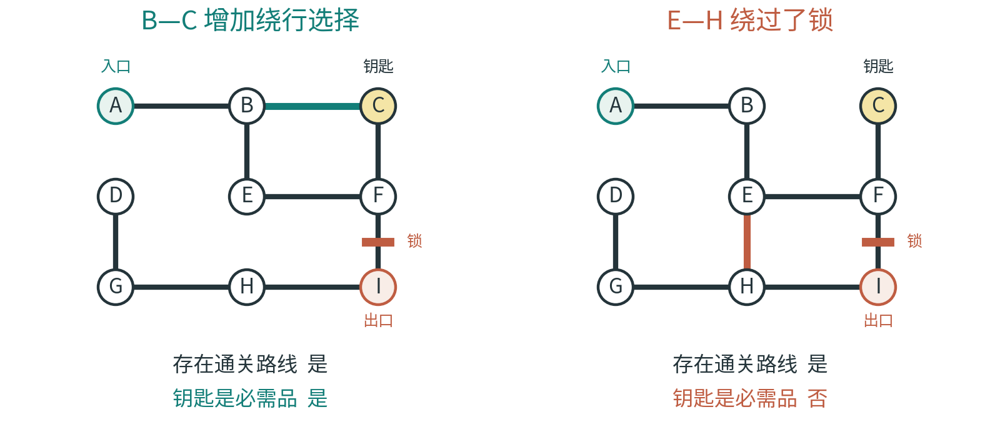 B—C 增加绕行选择
入口
钥匙
A
B
C
D
E
F
锁
G
H
I
出口
存在通关路线 是
钥匙是必需品 是
E—H 绕过了锁
入口
钥匙
A
B
C
D
E
F
锁
G
H
I
出口
存在通关路线 是
钥匙是必需品 否